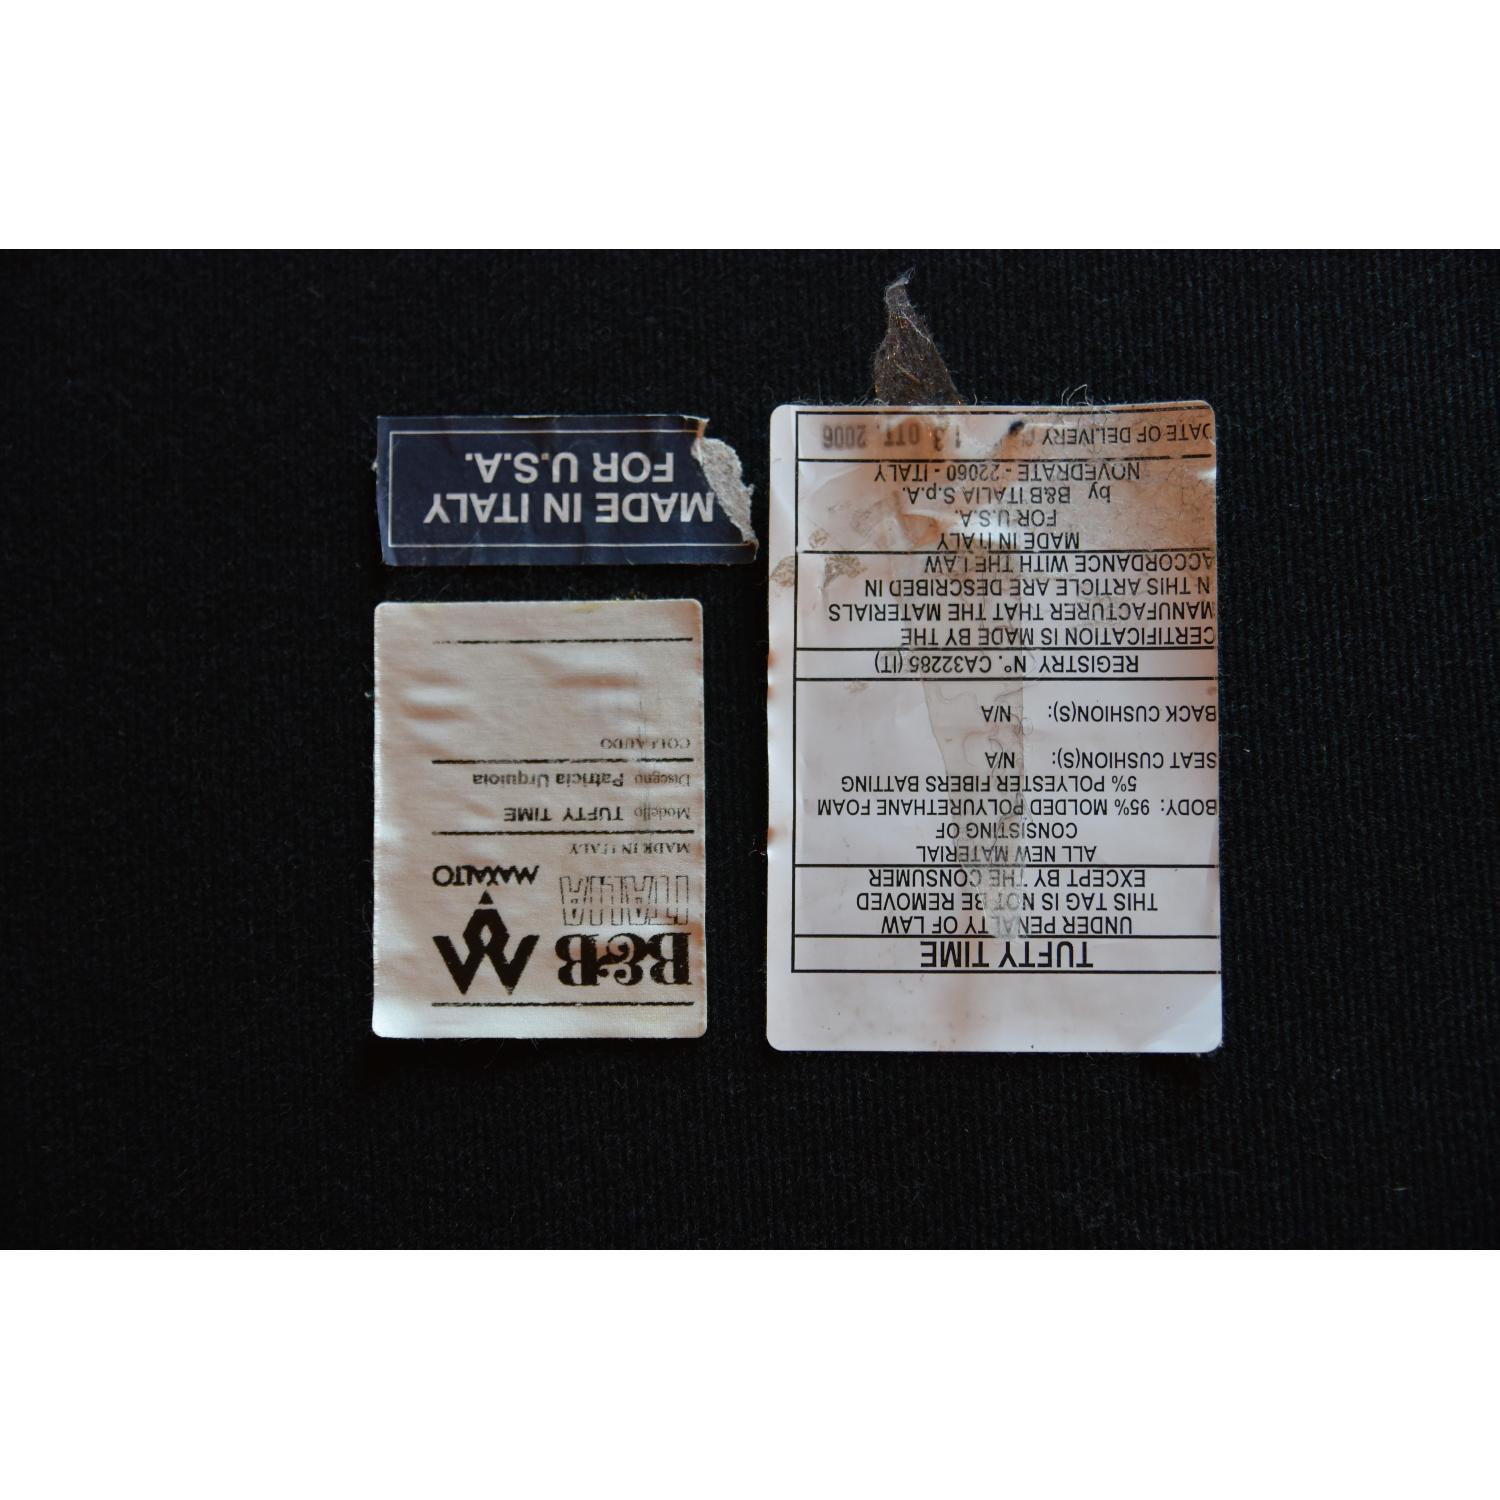 MADE IN ITALY
FOR U.S.A.
B&B
ITALIA
MAXALTO
MADE IN ITALY
Modello TUFTY TIME
Disegno Patricia Urquiola
COLLAUDO
TUFTY TIME
UNDER PENALTY OF LAW
THIS TAG IS NOT BE REMOVED
EXCEPT BY THE CONSUMER
ALL NEW MATERIAL
CONSISTING OF
BODY: 95% MOLDED POLYURETHANE FOAM
5% POLYESTER FIBERS BATTING
SEAT CUSHION(S): N/A
BACK CUSHION(S): N/A
REGISTRY N°. CA32285 (IT)
CERTIFICATION IS MADE BY THE
MANUFACTURER THAT THE MATERIALS
N THIS ARTICLE ARE DESCRIBED IN
ACCORDANCE WITH THE LAW
MADE IN ITALY
FOR U.S.A.
by B&B ITALIA S.p.A.
NOVEDRATE - 22060 - ITALY
DATE OF DELIVERY 13 OTT. 2006